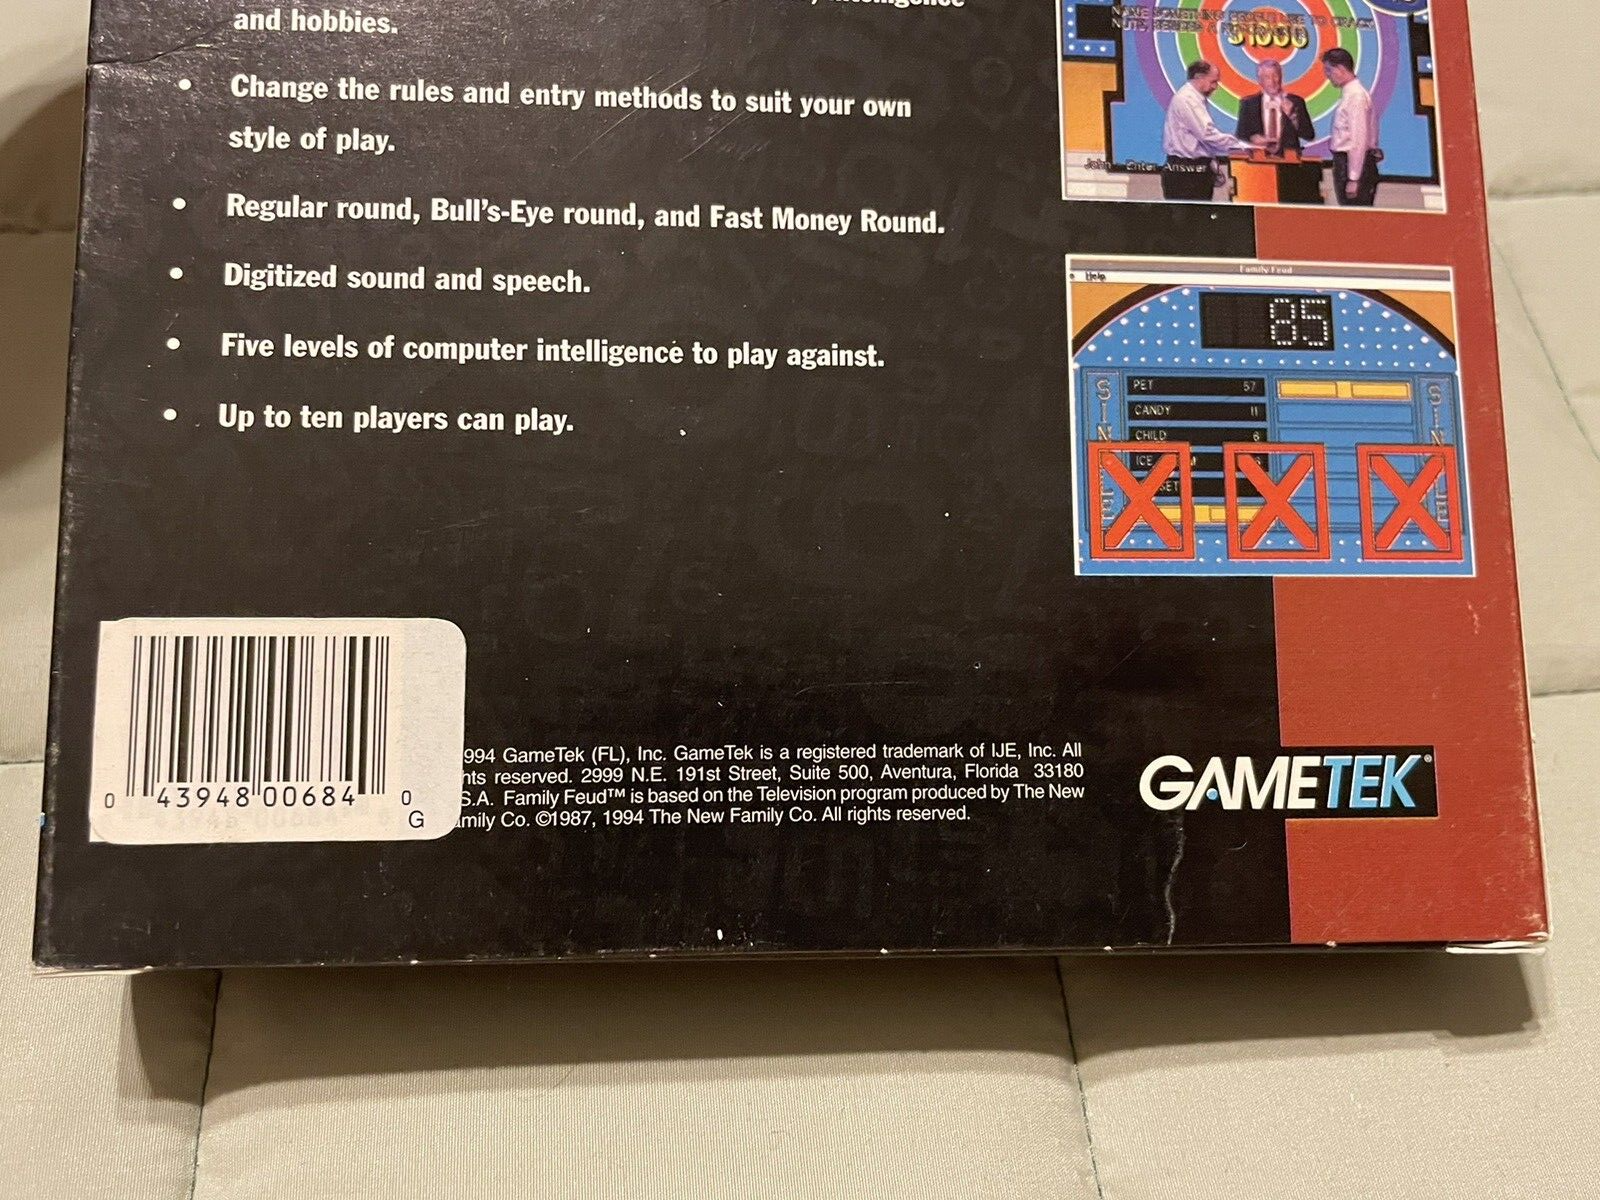 and hobbies.
• Change the rules and entry methods to suit your own
style of play.
• Regular round, Bull's-Eye round, and Fast Money Round.
• Digitized sound and speech.
• Five levels of computer intelligence to play against.
• Up to ten players can play.
$1000
John - Enter Answer
Family Feud
Help
85
PET 57
CANDY 11
CHILD 6
ICE
0 43948 00684 0
G
994 GameTek (FL), Inc. GameTek is a registered trademark of IJE, Inc. All
hts reserved. 2999 N.E. 191st Street, Suite 500, Aventura, Florida 33180
S.A. Family Feud™ is based on the Television program produced by The New
amily Co. ©1987, 1994 The New Family Co. All rights reserved.
GAMETEK®